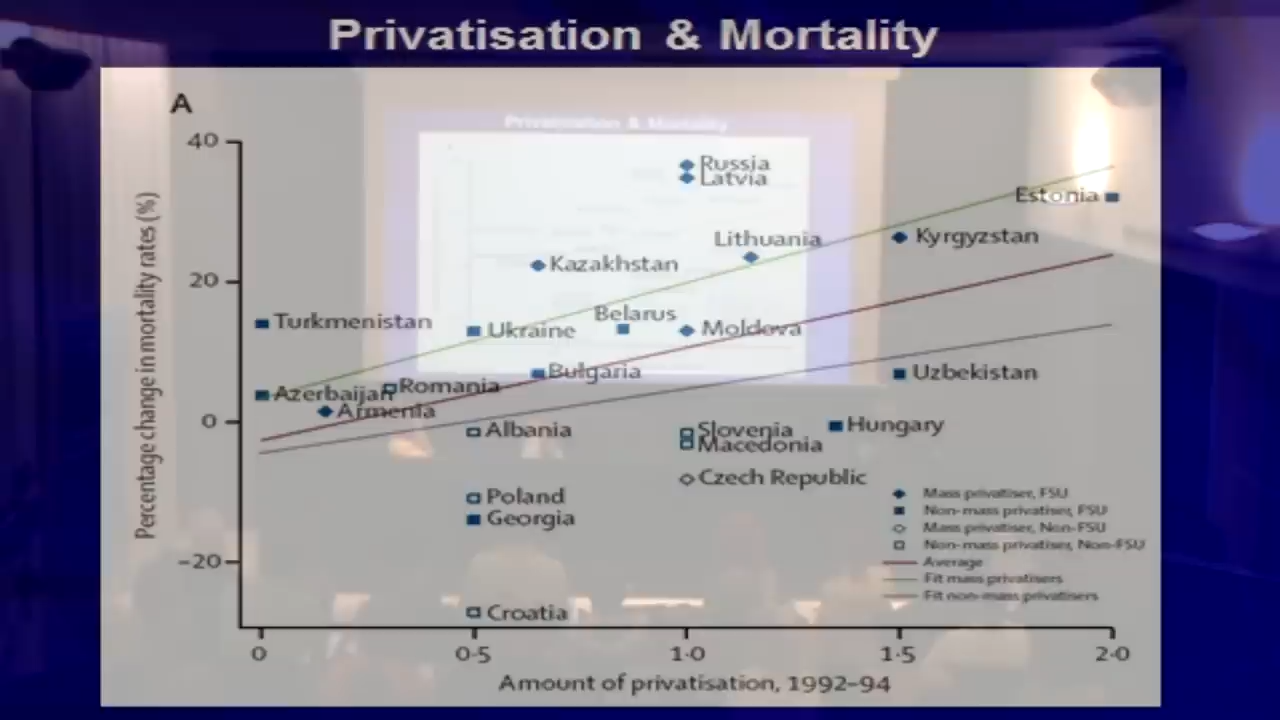 Privatisation & Mortality
A
Privatisation & Mortality
Percentage change in mortality rates (%)
40
20
0
–20
Russia
Latvia
Estonia
Lithuania
Kyrgyzstan
Kazakhstan
Belarus
Turkmenistan
Ukraine
Moldova
Bulgaria
Uzbekistan
Azerbaijan
Romania
Armenia
Albania
Slovenia
Macedonia
Hungary
Czech Republic
Poland
Georgia
Croatia
Mass privatiser, FSU
Non-mass privatiser, FSU
Mass privatiser, Non-FSU
Non-mass privatiser, Non-FSU
Average
Fit mass privatisers
Fit non-mass privatisers
0 0·5 1·0 1·5 2·0
Amount of privatisation, 1992–94